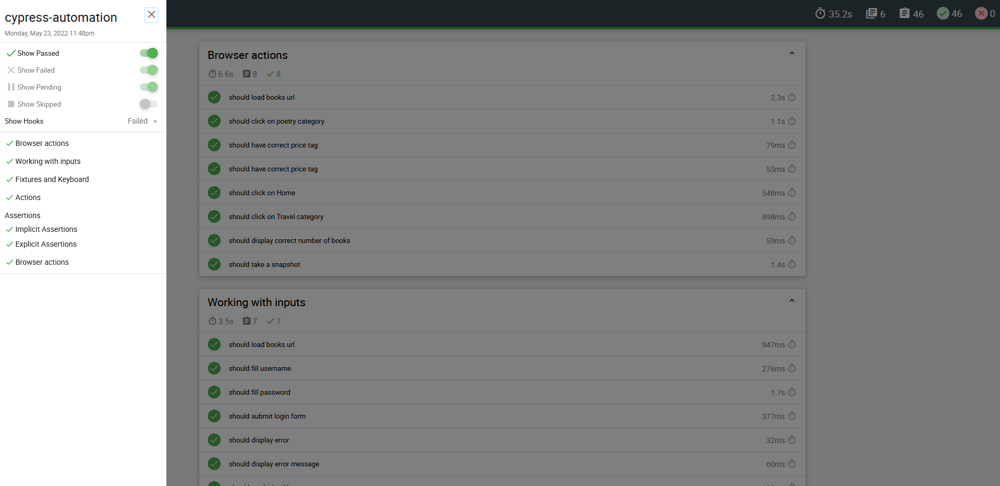 cypress-automation
Monday, May 23, 2022 11:48pm
Show Passed
Show Failed
Show Pending
Show Skipped
Show Hooks Failed
Browser actions
Working with inputs
Fixtures and Keyboard
Actions
Assertions
Implicit Assertions
Explicit Assertions
Browser actions
35.2s 6 46 46 0
Browser actions
6.6s 8 8
should load books url 2.3s
should click on poetry category 1.1s
should have correct price tag 79ms
should have correct price tag 55ms
should click on Home 548ms
should click on Travel category 898ms
should display correct number of books 59ms
should take a snapshot 1.4s
Working with inputs
3.5s 7 7
should load books url 947ms
should fill username 276ms
should fill password 1.7s
should submit login form 377ms
should display error 32ms
should display error message 60ms